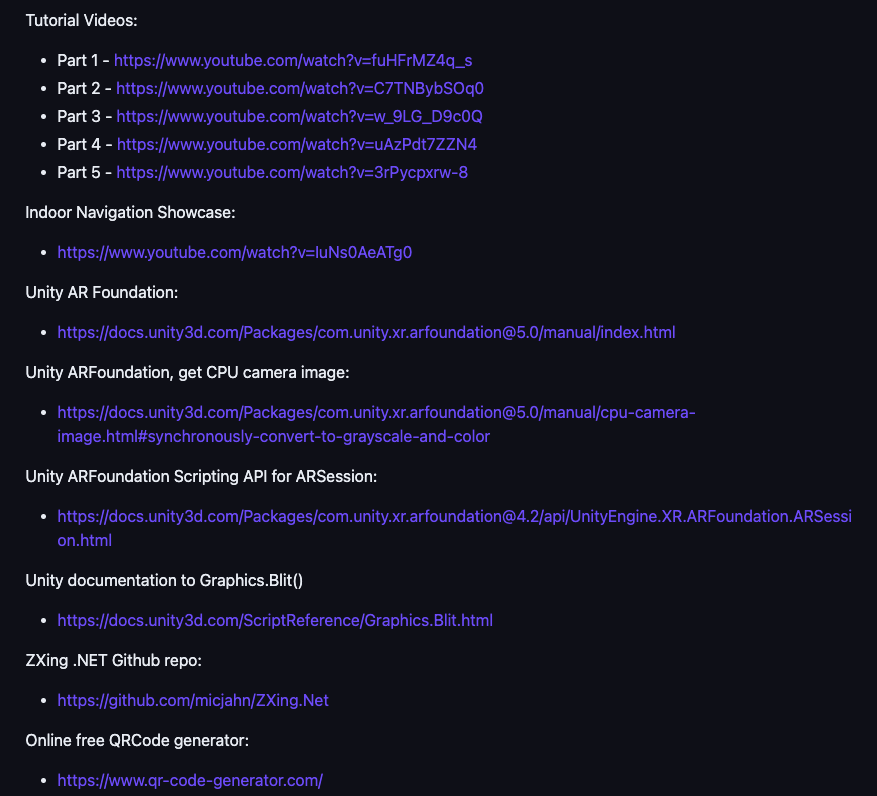 Tutorial Videos:
• Part 1 - https://www.youtube.com/watch?v=fuHFrMZ4q_s
• Part 2 - https://www.youtube.com/watch?v=C7TNBybSOq0
• Part 3 - https://www.youtube.com/watch?v=w_9LG_D9c0Q
• Part 4 - https://www.youtube.com/watch?v=uAzPdt7ZZN4
• Part 5 - https://www.youtube.com/watch?v=3rPycpxrw-8
Indoor Navigation Showcase:
• https://www.youtube.com/watch?v=luNs0AeATg0
Unity AR Foundation:
• https://docs.unity3d.com/Packages/com.unity.xr.arfoundation@5.0/manual/index.html
Unity ARFoundation, get CPU camera image:
• https://docs.unity3d.com/Packages/com.unity.xr.arfoundation@5.0/manual/cpu-camera-
image.html#synchronously-convert-to-grayscale-and-color
Unity ARFoundation Scripting API for ARSession:
• https://docs.unity3d.com/Packages/com.unity.xr.arfoundation@4.2/api/UnityEngine.XR.ARFoundation.ARSessi
on.html
Unity documentation to Graphics.Blit()
• https://docs.unity3d.com/ScriptReference/Graphics.Blit.html
ZXing .NET Github repo:
• https://github.com/micjahn/ZXing.Net
Online free QRCode generator:
• https://www.qr-code-generator.com/